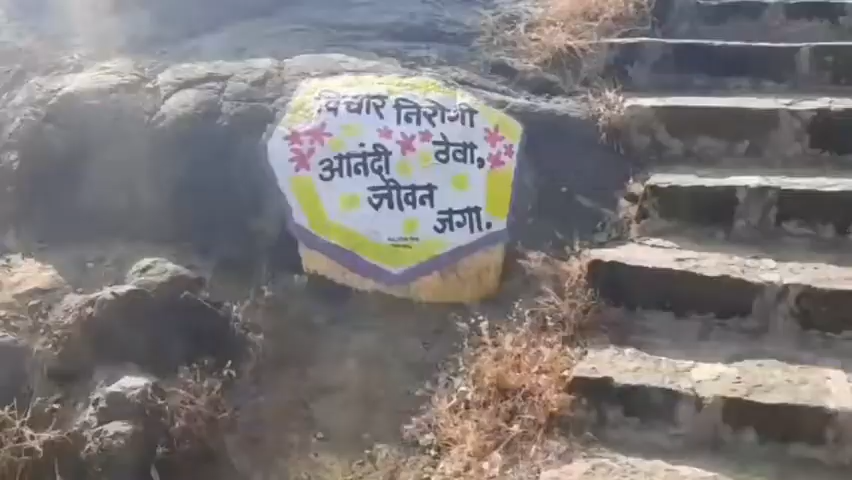 विचार निरोगी
ठेवा,
आनंदी
जीवन
जगा.